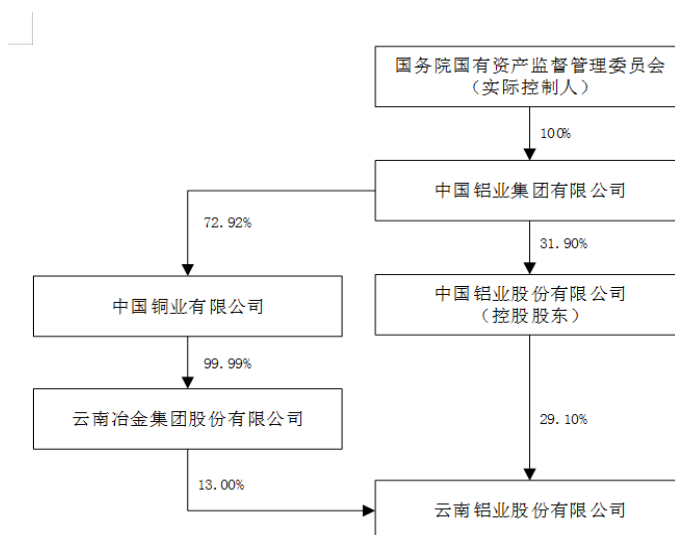 国务院国有资产监督管理委员会
（实际控制人）
100%
中国铝业集团有限公司
72.92%
31.90%
中国铜业有限公司
中国铝业股份有限公司
（控股股东）
99.99%
云南冶金集团股份有限公司
29.10%
13.00%
云南铝业股份有限公司